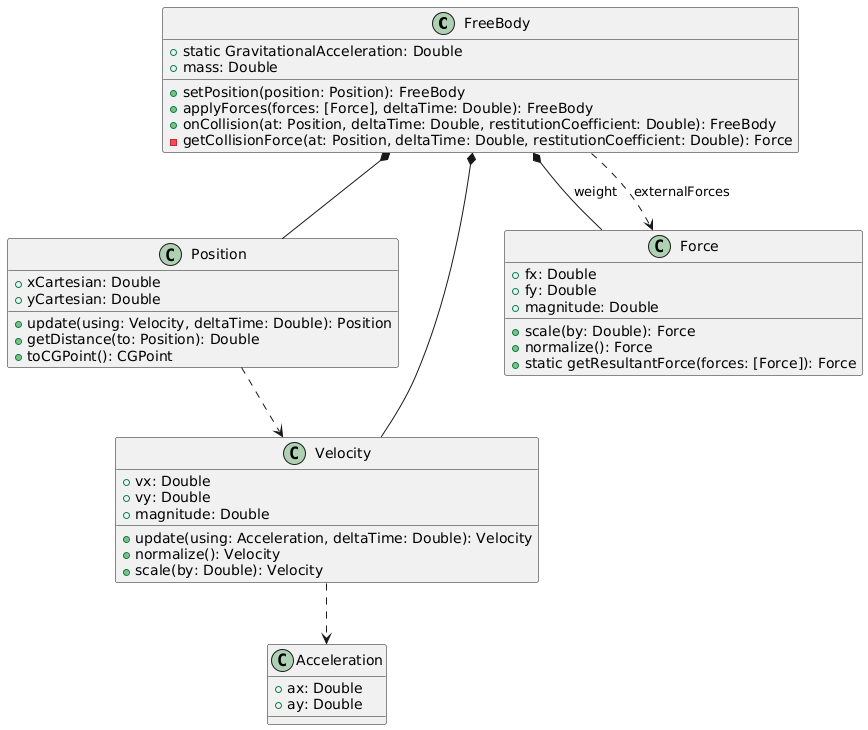 C FreeBody
static GravitationalAcceleration: Double
mass: Double
setPosition(position: Position): FreeBody
applyForces(forces: [Force], deltaTime: Double): FreeBody
onCollision(at: Position, deltaTime: Double, restitutionCoefficient: Double): FreeBody
getCollisionForce(at: Position, deltaTime: Double, restitutionCoefficient: Double): Force
weight
externalForces
C Position
xCartesian: Double
yCartesian: Double
update(using: Velocity, deltaTime: Double): Position
getDistance(to: Position): Double
toCGPoint(): CGPoint
C Force
fx: Double
fy: Double
magnitude: Double
scale(by: Double): Force
normalize(): Force
static getResultantForce(forces: [Force]): Force
C Velocity
vx: Double
vy: Double
magnitude: Double
update(using: Acceleration, deltaTime: Double): Velocity
normalize(): Velocity
scale(by: Double): Velocity
C Acceleration
ax: Double
ay: Double